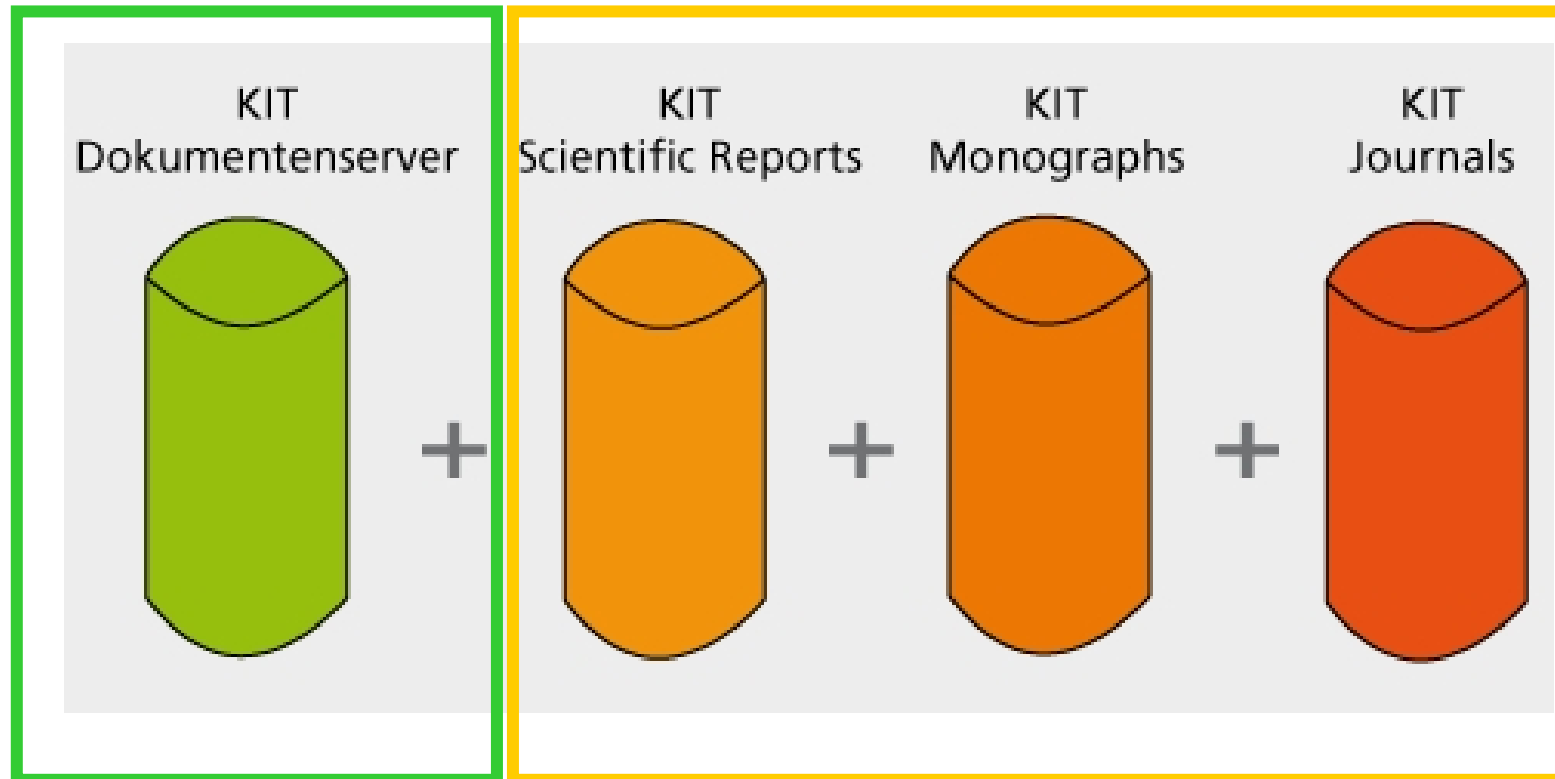 KIT
Dokumentenserver
KIT
Scientific Reports
KIT
Monographs
KIT
Journals
+
+
+